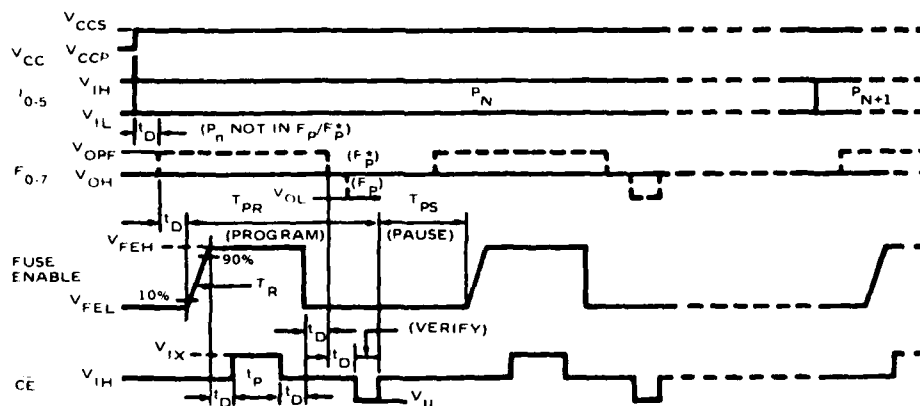 VCCS
VCC VCCP
VIH
I0-5 PN PN+1
VIL
tD (Pn NOT IN FP/F*P)
VOPF (F*P)
F0-7 VOH
VOL (FP)
TPR TPS
tD (PROGRAM) (PAUSE)
VFEH
90%
FUSE
ENABLE
10% TR
VFEL
tD (VERIFY)
VIX tD
CE VIH tP
tD tD VIL